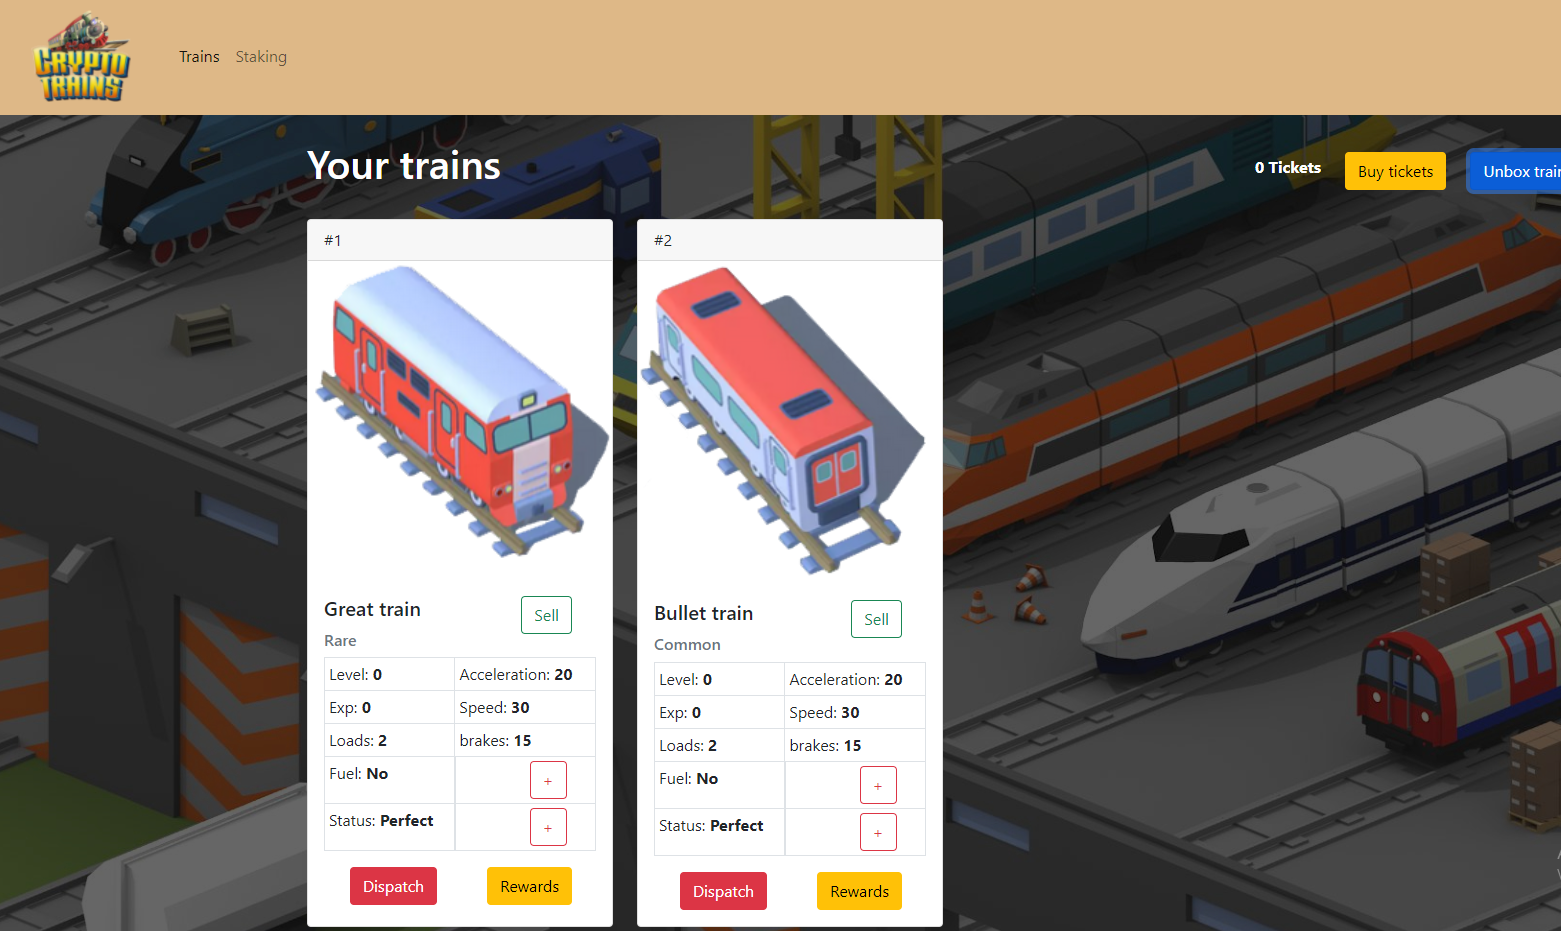 CRYPTO
TRAINS
Trains Staking
Your trains
0 Tickets Buy tickets Unbox train
#1
Great train Sell
Rare
Level: 0 Acceleration: 20
Exp: 0 Speed: 30
Loads: 2 brakes: 15
Fuel: No +
Status: Perfect +
Dispatch Rewards
#2
Bullet train Sell
Common
Level: 0 Acceleration: 20
Exp: 0 Speed: 30
Loads: 2 brakes: 15
Fuel: No +
Status: Perfect +
Dispatch Rewards